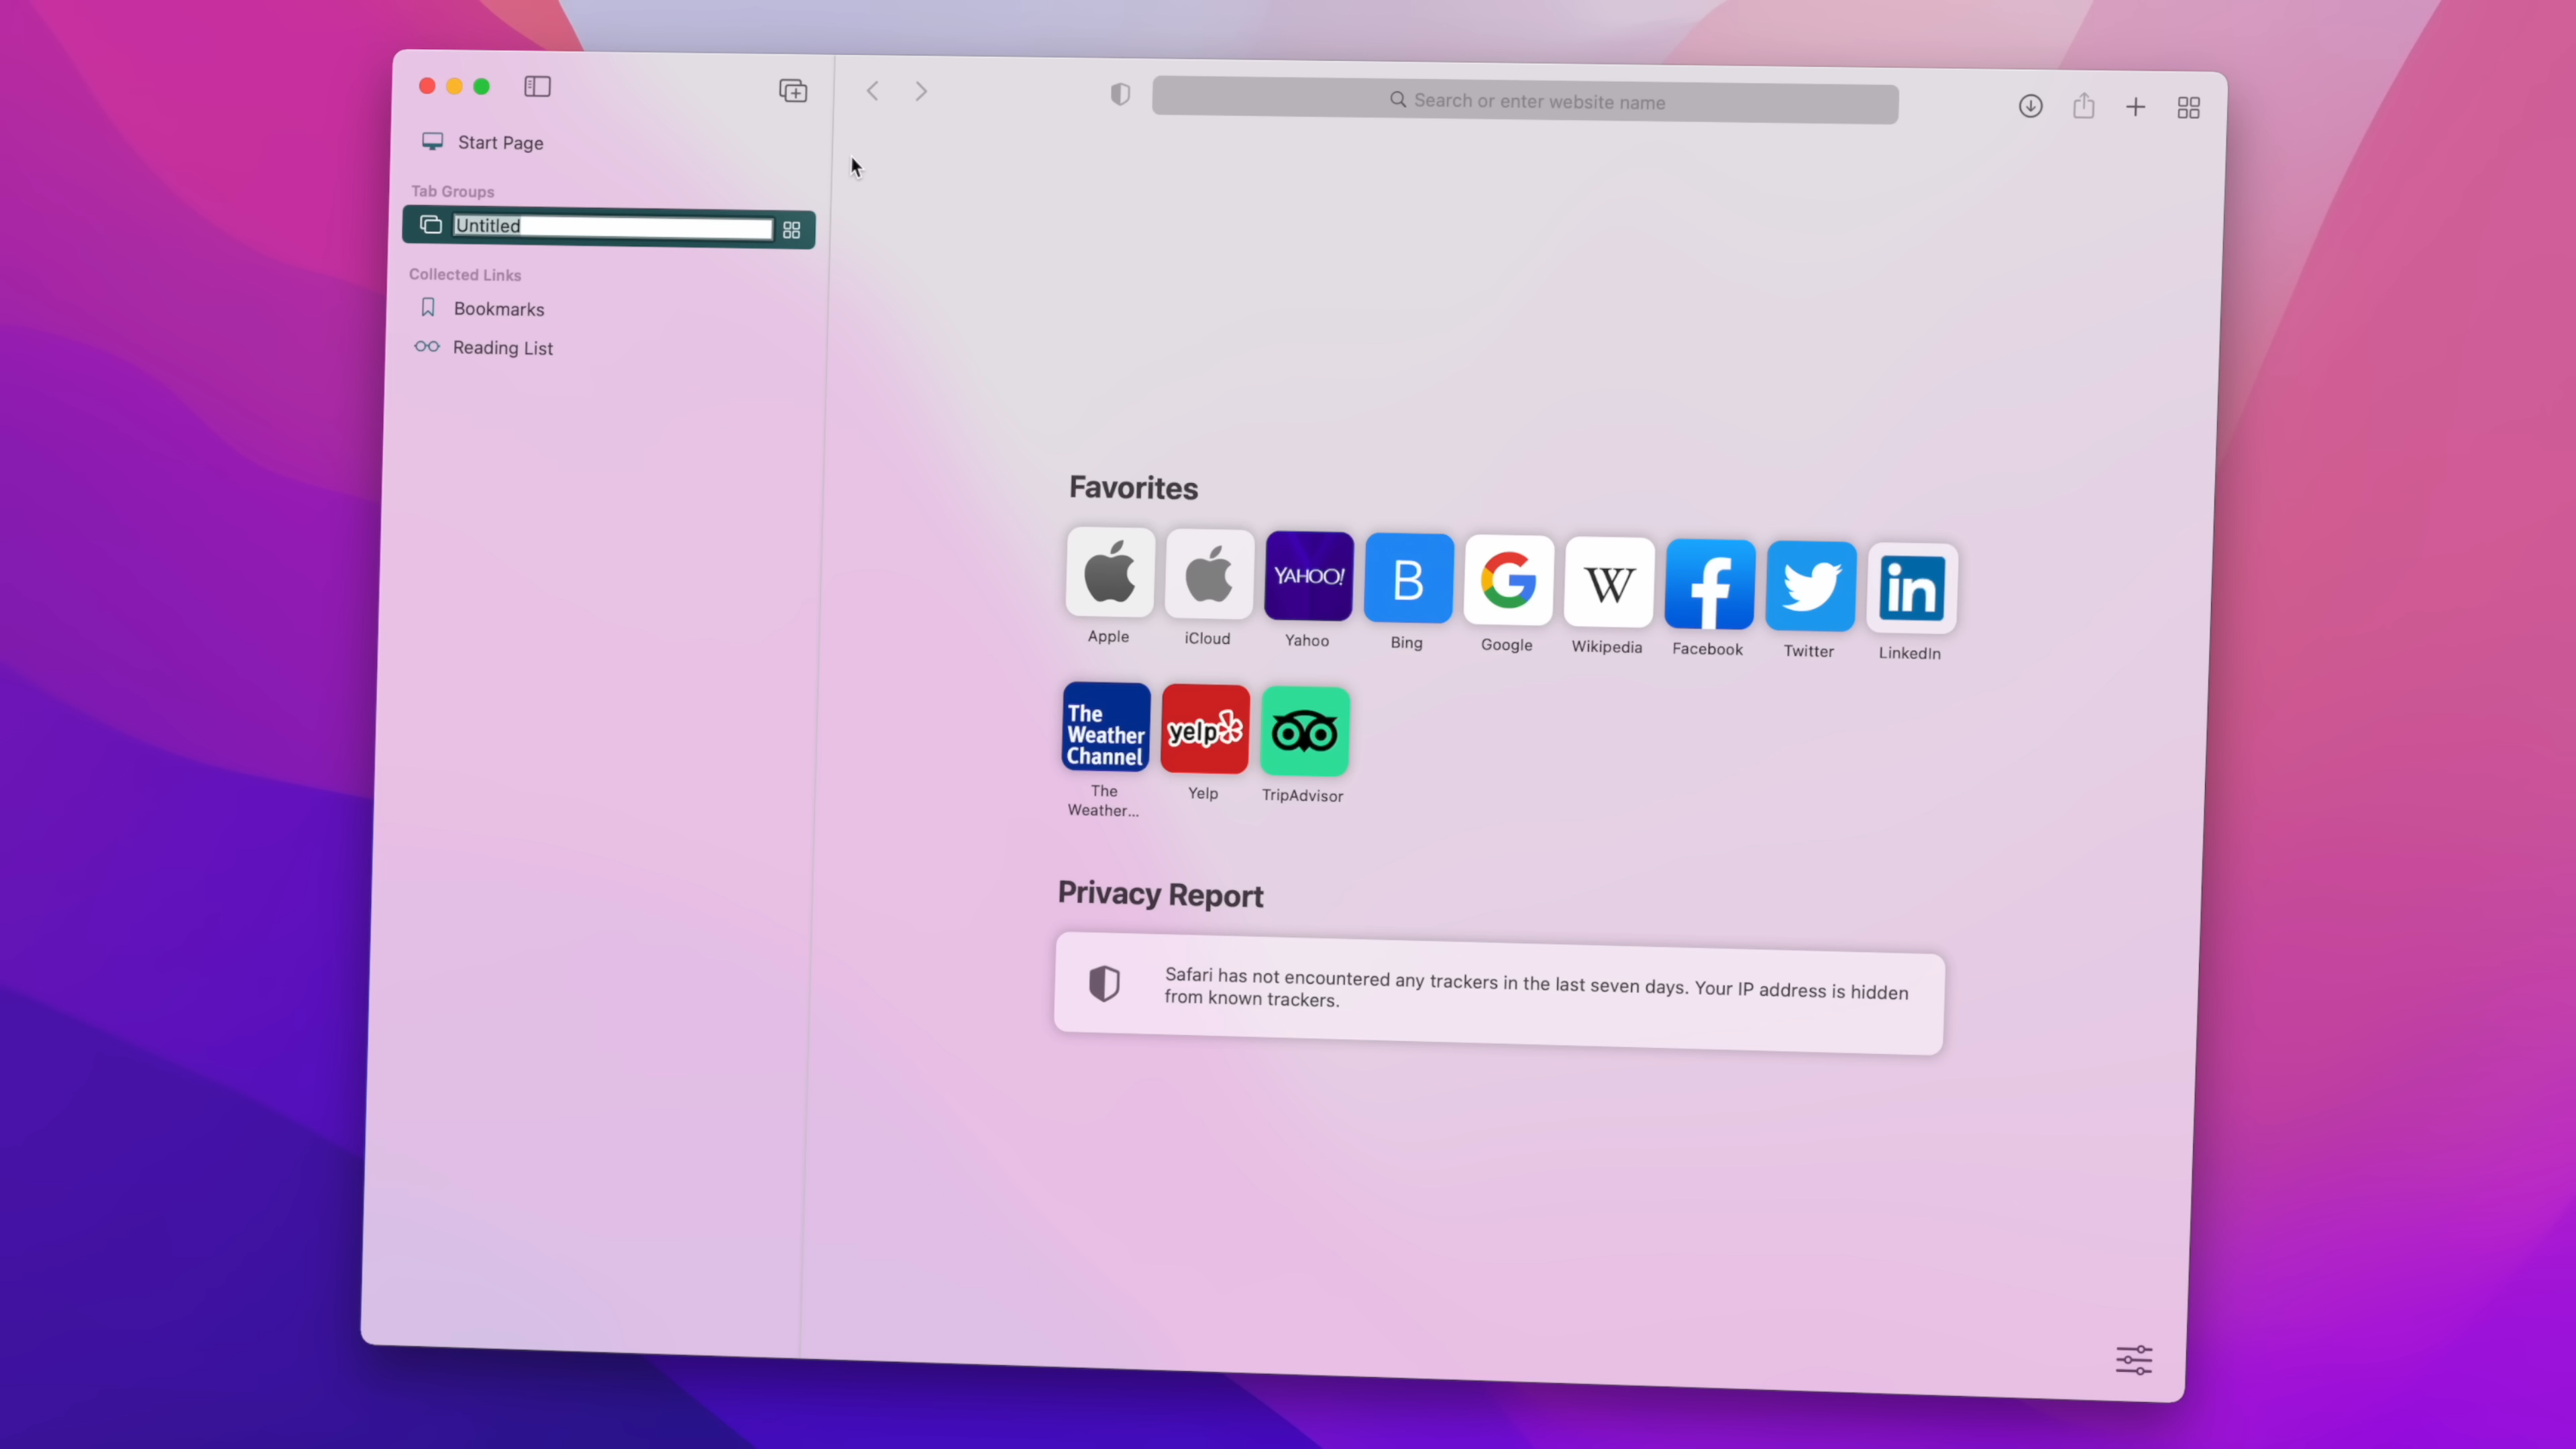 Search or enter website name
Start Page
Tab Groups
Untitled
Collected Links
Bookmarks
Reading List
Favorites
YAHOO!
B
G
W
f
in
Apple
iCloud
Yahoo
Bing
Google
Wikipedia
Facebook
Twitter
LinkedIn
The
Weather
Channel
yelp
The
Weather...
Yelp
TripAdvisor
Privacy Report
Safari has not encountered any trackers in the last seven days. Your IP address is hidden
from known trackers.